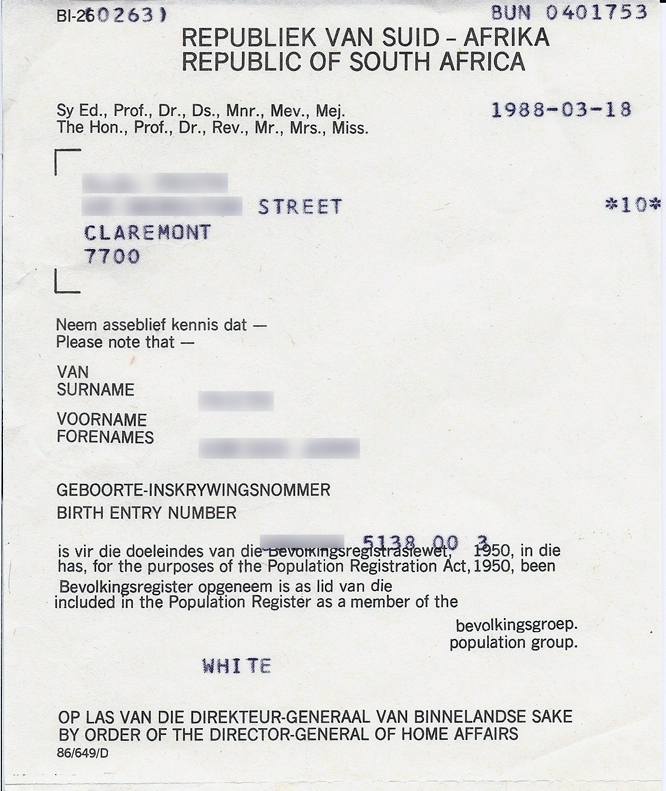 BI-26 60263) BUN 0401753
REPUBLIEK VAN SUID – AFRIKA
REPUBLIC OF SOUTH AFRICA
Sy Ed., Prof., Dr., Ds., Mnr., Mev., Mej.
The Hon., Prof., Dr., Rev., Mr., Mrs., Miss.
1988-03-18
STREET *10*
CLAREMONT
7700
Neem asseblief kennis dat —
Please note that —
VAN
SURNAME
VOORNAME
FORENAMES
GEBOORTE-INSKRYWINGSNOMMER
BIRTH ENTRY NUMBER
5138 00 3
is vir die doeleindes van die Bevolkingsregistrasiewet, 1950, in die
has, for the purposes of the Population Registration Act, 1950, been
Bevolkingsregister opgeneem is as lid van die
included in the Population Register as a member of the
bevolkingsgroep.
population group.
WHITE
OP LAS VAN DIE DIREKTEUR-GENERAAL VAN BINNELANDSE SAKE
BY ORDER OF THE DIRECTOR-GENERAL OF HOME AFFAIRS
86/649/D